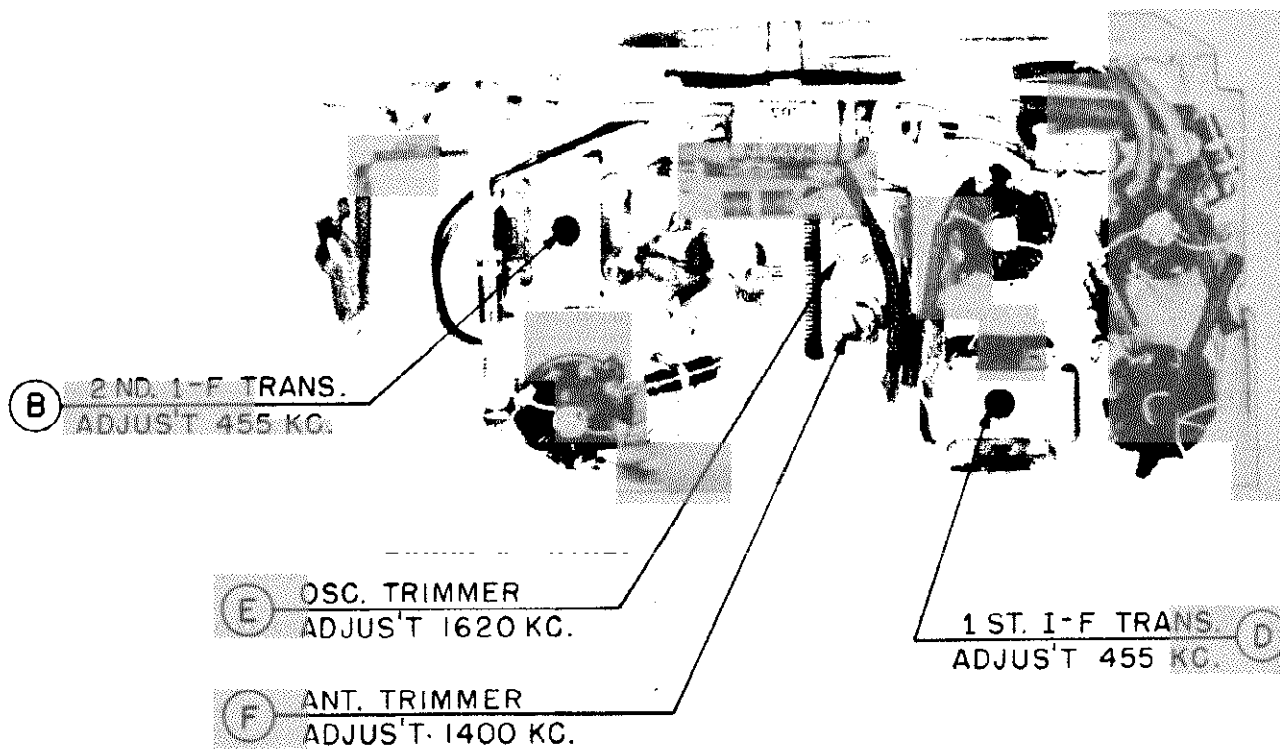 B
2 ND. I-F TRANS.
ADJUS'T 455 KC.
E
OSC. TRIMMER
ADJUS'T 1620 KC.
F
ANT. TRIMMER
ADJUS'T. 1400 KC.
1 ST. I-F TRANS.
ADJUS'T 455 KC.
D